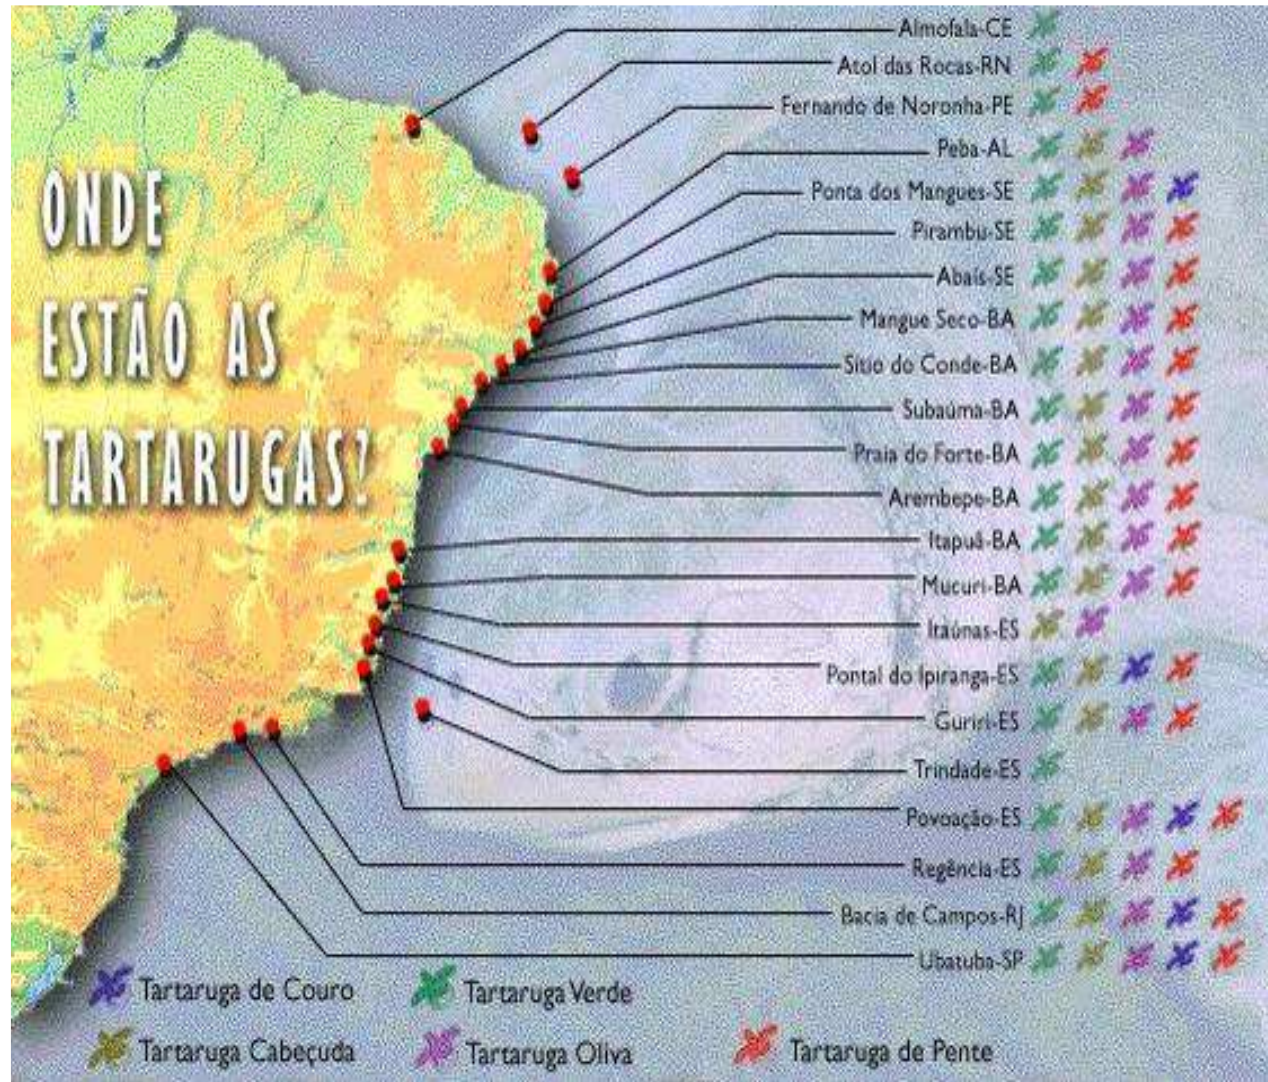 ONDE
ESTÃO AS
TARTARUGAS?
Almofala-CE
Atol das Rocas-RN
Fernando de Noronha-PE
Peba-AL
Ponta dos Mangues-SE
Pirambu-SE
Abaís-SE
Mangue Seco-BA
Sítio do Conde-BA
Subaúma-BA
Praia do Forte-BA
Arembepe-BA
Itapuã-BA
Mucuri-BA
Itaúnas-ES
Pontal do Ipiranga-ES
Guriri-ES
Trindade-ES
Povoação-ES
Regência-ES
Bacia de Campos-RJ
Ubatuba-SP
Tartaruga de Couro
Tartaruga Verde
Tartaruga Cabeçuda
Tartaruga Oliva
Tartaruga de Pente